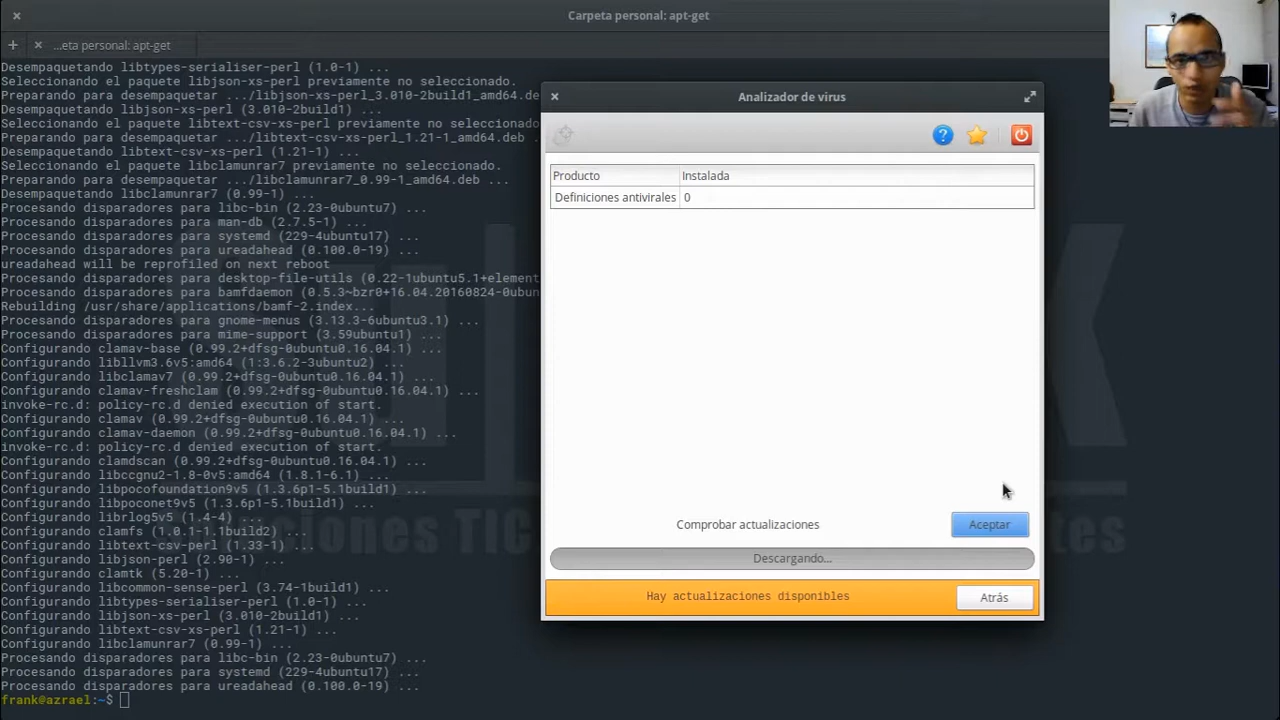 Carpeta personal: apt-get
...eta personal: apt-get
Desempaquetando libtypes-serialiser-perl (1.0-1) ...
Seleccionando el paquete libjson-xs-perl previamente no seleccionado.
Preparando para desempaquetar .../libjson-xs-perl_3.010-2build1_amd64.de
Desempaquetando libjson-xs-perl (3.010-2build1) ...
Seleccionando el paquete libtext-csv-xs-perl previamente no seleccionado
Preparando para desempaquetar .../libtext-csv-xs-perl_1.21-1_amd64.deb
Desempaquetando libtext-csv-xs-perl (1.21-1) ...
Seleccionando el paquete libclamunrar7 previamente no seleccionado.
Preparando para desempaquetar .../libclamunrar7_0.99-1_amd64.deb ...
Desempaquetando libclamunrar7 (0.99-1) ...
Procesando disparadores para libc-bin (2.23-0ubuntu7) ...
Procesando disparadores para man-db (2.7.5-1) ...
Procesando disparadores para systemd (229-4ubuntu17) ...
Procesando disparadores para ureadahead (0.100.0-19) ...
ureadahead will be reprofiled on next reboot
Procesando disparadores para desktop-file-utils (0.22-1ubuntu5.1+element
Procesando disparadores para bamfdaemon (0.5.3~bzr0+16.04.20160824-0ubun
Rebuilding /usr/share/applications/bamf-2.index...
Procesando disparadores para gnome-menus (3.13.3-6ubuntu3.1) ...
Procesando disparadores para mime-support (3.59ubuntu1) ...
Configurando clamav-base (0.99.2+dfsg-0ubuntu0.16.04.1) ...
Configurando libllvm3.6v5:amd64 (1:3.6.2-3ubuntu2) ...
Configurando libclamav7 (0.99.2+dfsg-0ubuntu0.16.04.1) ...
Configurando clamav-freshclam (0.99.2+dfsg-0ubuntu0.16.04.1) ...
invoke-rc.d: policy-rc.d denied execution of start.
Configurando clamav (0.99.2+dfsg-0ubuntu0.16.04.1) ...
Configurando clamav-daemon (0.99.2+dfsg-0ubuntu0.16.04.1) ...
invoke-rc.d: policy-rc.d denied execution of start.
Configurando clamdscan (0.99.2+dfsg-0ubuntu0.16.04.1) ...
Configurando libccgnu2-1.8-0v5:amd64 (1.8.1-6.1) ...
Configurando libpocofoundation9v5 (1.3.6p1-5.1build1) ...
Configurando libpoconet9v5 (1.3.6p1-5.1build1) ...
Configurando librlog5v5 (1.4-4) ...
Configurando clamfs (1.0.1-1.1build2) ...
Configurando libtext-csv-perl (1.33-1) ...
Configurando libjson-perl (2.90-1) ...
Configurando clamtk (5.20-1) ...
Configurando libcommon-sense-perl (3.74-1build1) ...
Configurando libtypes-serialiser-perl (1.0-1) ...
Configurando libjson-xs-perl (3.010-2build1) ...
Configurando libtext-csv-xs-perl (1.21-1) ...
Configurando libclamunrar7 (0.99-1) ...
Procesando disparadores para libc-bin (2.23-0ubuntu7) ...
Procesando disparadores para systemd (229-4ubuntu17) ...
Procesando disparadores para ureadahead (0.100.0-19) ...
frank@azrael:~$
Analizador de virus
Producto Instalada
Definiciones antivirales 0
Comprobar actualizaciones Aceptar
Descargando...
Hay actualizaciones disponibles Atrás